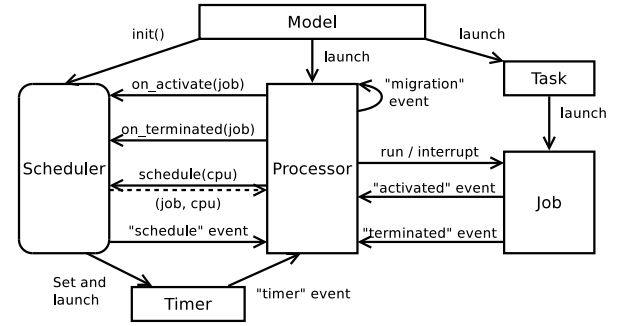 Model
init()
launch
launch
Task
on_activate(job)
"migration"
event
launch
on_terminated(job)
Scheduler
Processor
schedule(cpu)
(job, cpu)
run / interrupt
"activated" event
Job
"schedule" event
"terminated" event
Set and
launch
Timer
"timer" event